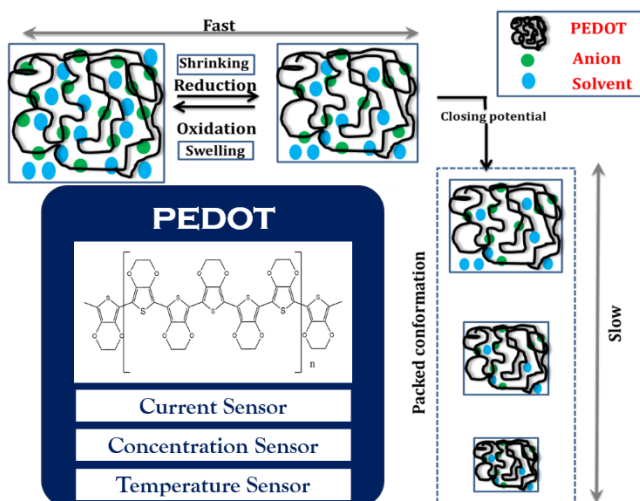 Fast
Shrinking
Reduction
Oxidation
Swelling
PEDOT
Anion
Solvent
Closing potential
Packed conformation
Slow
PEDOT
O O O O O O
S S S S S S S
O O O O O O O O
n
Current Sensor
Concentration Sensor
Temperature Sensor